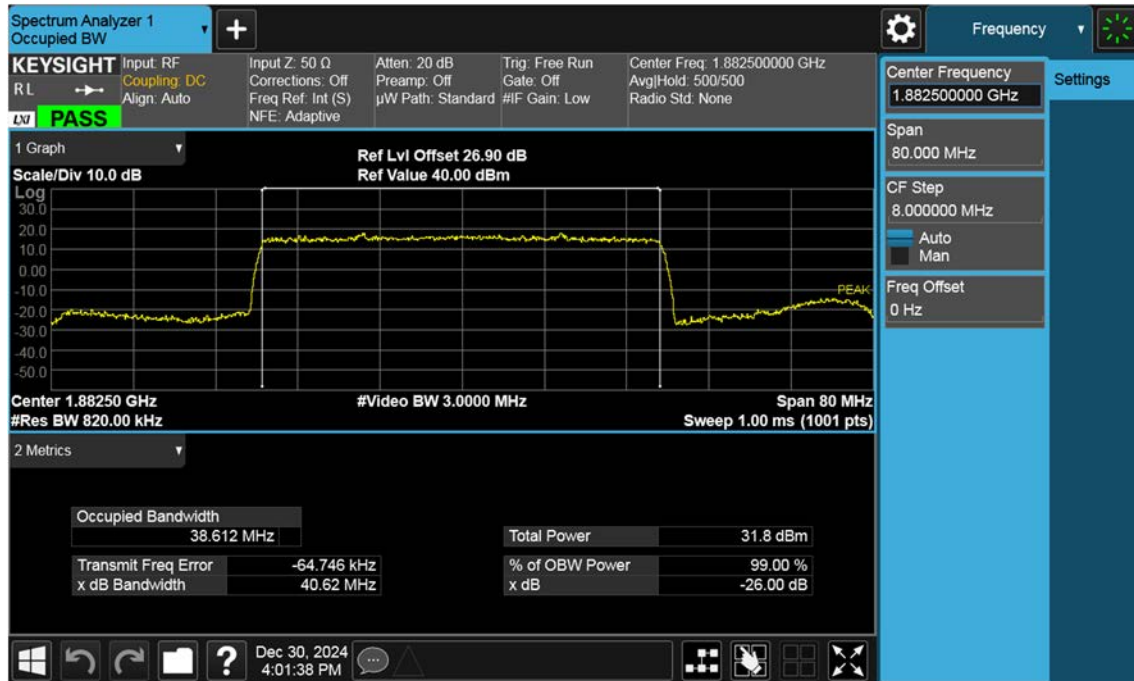 Spectrum Analyzer 1
Occupied BW
+
Frequency
KEYSIGHT
R L
LXI
PASS
Input: RF
Coupling: DC
Align: Auto
Input Z: 50 Ω
Corrections: Off
Freq Ref: Int (S)
NFE: Adaptive
Atten: 20 dB
Preamp: Off
µW Path: Standard
Trig: Free Run
Gate: Off
#IF Gain: Low
Center Freq: 1.882500000 GHz
Avg|Hold: 500/500
Radio Std: None
Center Frequency
1.882500000 GHz
Settings
Span
80.000 MHz
CF Step
8.000000 MHz
Auto
Man
Freq Offset
0 Hz
1 Graph
Scale/Div 10.0 dB
Ref Lvl Offset 26.90 dB
Ref Value 40.00 dBm
Log
30.0
20.0
10.0
0.00
-10.0
-20.0
-30.0
-40.0
-50.0
PEAK
Center 1.88250 GHz
#Video BW 3.0000 MHz
Span 80 MHz
#Res BW 820.00 kHz
Sweep 1.00 ms (1001 pts)
2 Metrics
Occupied Bandwidth
38.612 MHz
Total Power 31.8 dBm
Transmit Freq Error -64.746 kHz
% of OBW Power 99.00 %
x dB Bandwidth 40.62 MHz
x dB -26.00 dB
?
Dec 30, 2024
4:01:38 PM